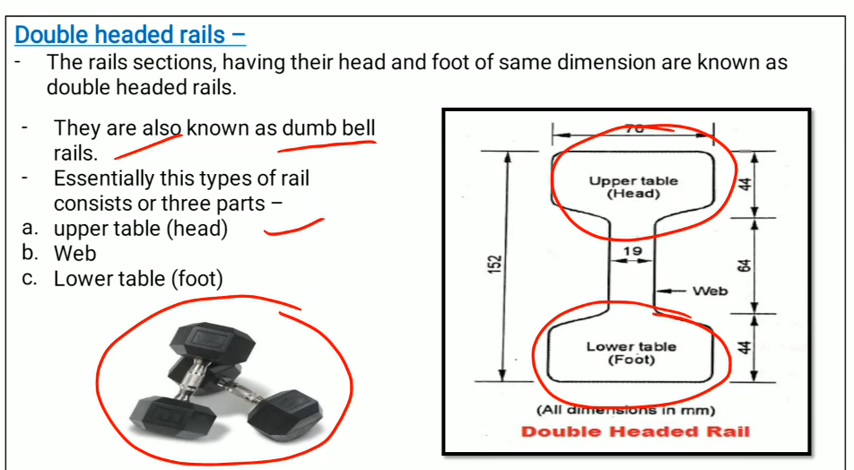 Double headed rails –
- The rails sections, having their head and foot of same dimension are known as
double headed rails.
- They are also known as dumb bell
rails.
- Essentially this types of rail
consists or three parts –
a. upper table (head)
b. Web
c. Lower table (foot)
Upper table
(Head)
44
19
152
64
Web
Lower table
(Foot)
44
(All dimensions in mm)
Double Headed Rail